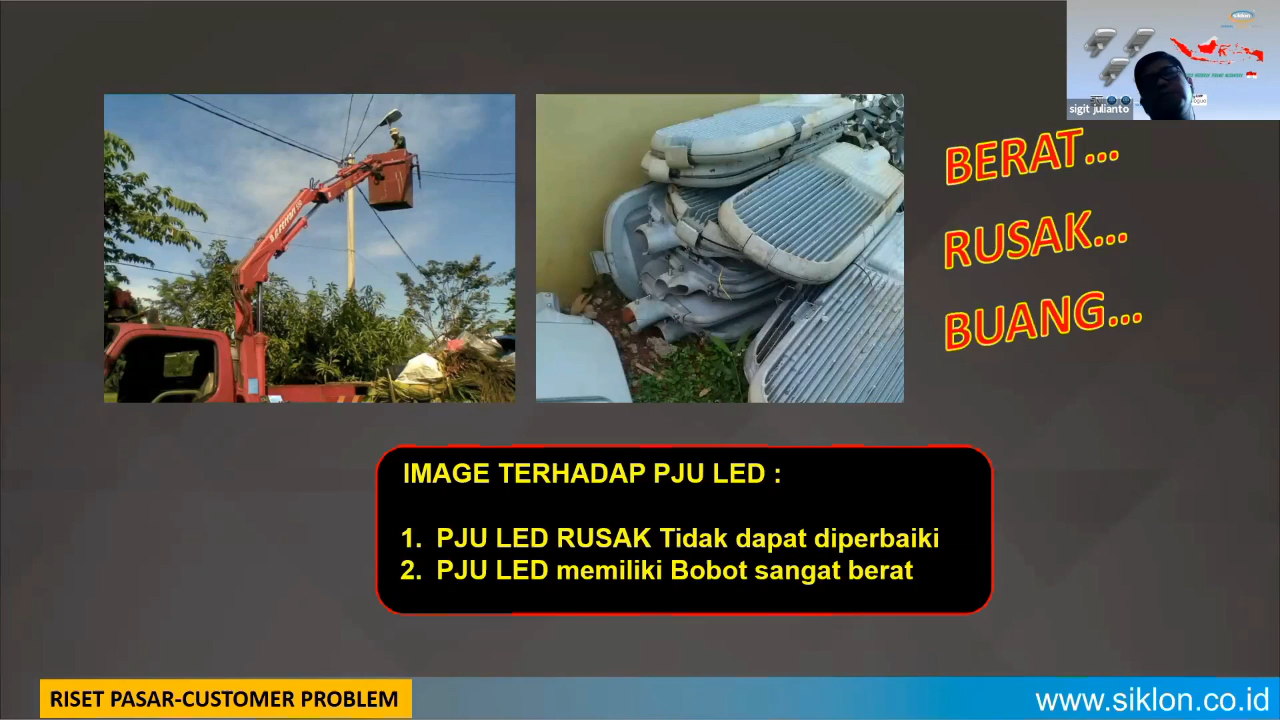 siklon
sigit julianto
BERAT...
RUSAK...
BUANG...
IMAGE TERHADAP PJU LED :
1. PJU LED RUSAK Tidak dapat diperbaiki
2. PJU LED memiliki Bobot sangat berat
RISET PASAR-CUSTOMER PROBLEM
www.siklon.co.id